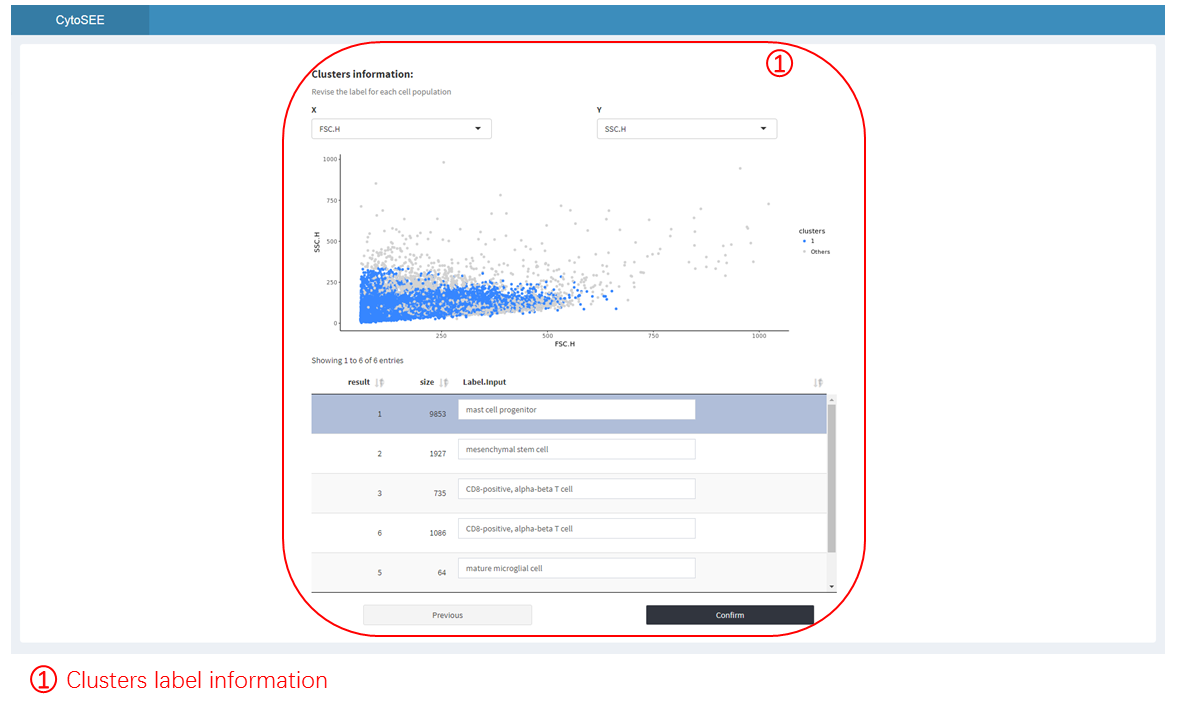 CytoSEE
①
Clusters information:
Revise the label for each cell population
X Y
FSC.H SSC.H
1000
750
500
250
0
SSC.H
250 500 750 1000
FSC.H
clusters
1
Others
Showing 1 to 6 of 6 entries
result size Label.Input
1 9853 mast cell progenitor
2 1927 mesenchymal stem cell
3 735 CD8-positive, alpha-beta T cell
6 1086 CD8-positive, alpha-beta T cell
5 64 mature microglial cell
Previous Confirm
① Clusters label information